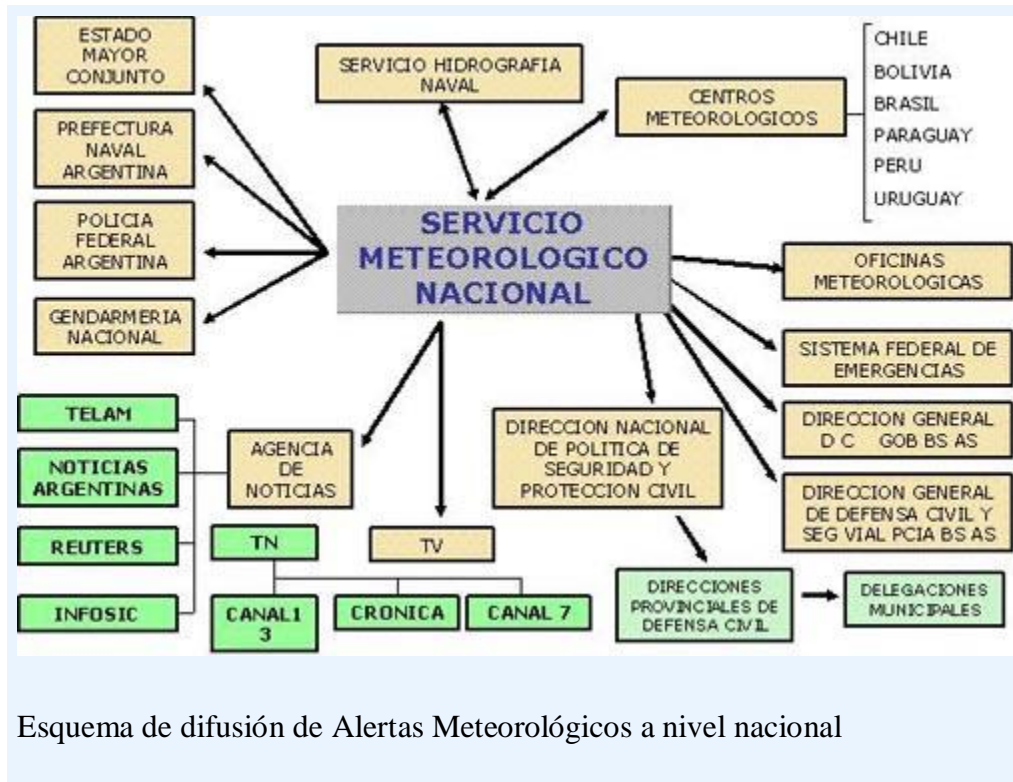 ESTADO
MAYOR
CONJUNTO
SERVICIO HIDROGRAFIA
NAVAL
CENTROS
METEOROLOGICOS
CHILE
BOLIVIA
BRASIL
PARAGUAY
PERU
URUGUAY
PREFECTURA
NAVAL
ARGENTINA
POLICIA
FEDERAL
ARGENTINA
GENDARMERIA
NACIONAL
SERVICIO
METEOROLOGICO
NACIONAL
OFICINAS
METEOROLOGICAS
SISTEMA FEDERAL DE
EMERGENCIAS
DIRECCION GENERAL
D C GOB BS AS
DIRECCION GENERAL
DE DEFENSA CIVIL Y
SEG VIAL PCIA BS AS
TELAM
NOTICIAS
ARGENTINAS
REUTERS
INFOSIC
AGENCIA
DE
NOTICIAS
DIRECCION NACIONAL
DE POLITICA DE
SEGURIDAD Y
PROTECCION CIVIL
TN
TV
CANAL1
3
CRONICA
CANAL 7
DIRECCIONES
PROVINCIALES DE
DEFENSA CIVIL
DELEGACIONES
MUNICIPALES
Esquema de difusión de Alertas Meteorológicos a nivel nacional